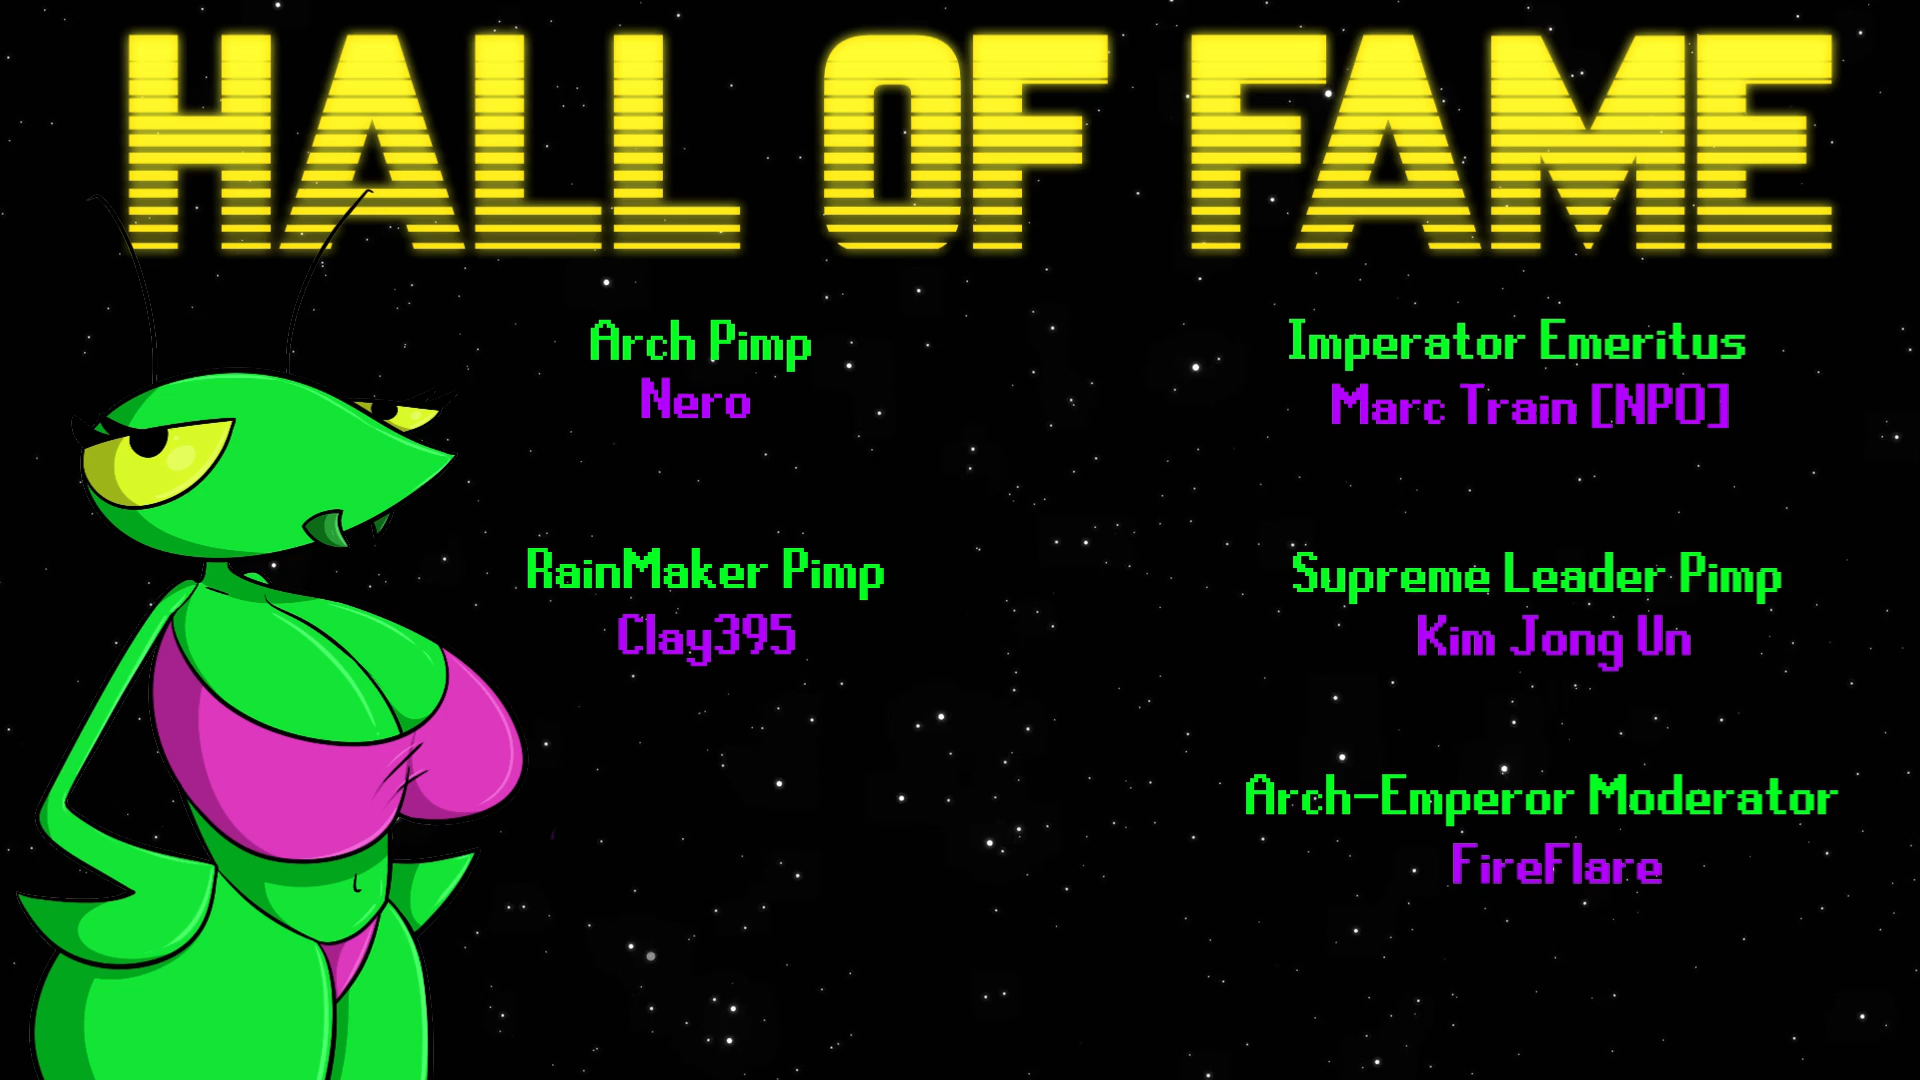 HALL OF FAME
Arch Pimp
Nero
Imperator Emeritus
Marc Train [NPO]
RainMaker Pimp
Clay395
Supreme Leader Pimp
Kim Jong Un
Arch-Emperor Moderator
FireFlare